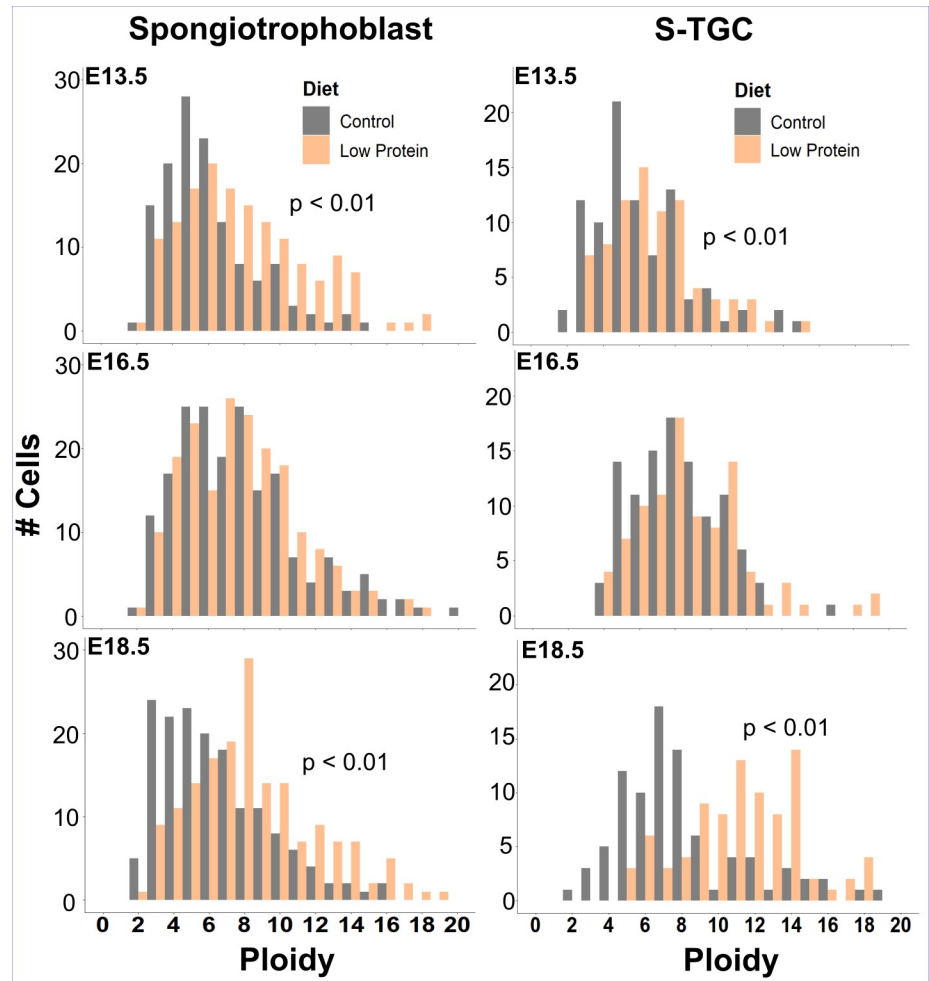 Spongiotrophoblast
S-TGC
E13.5
30
20
10
0
Diet
Control
Low Protein
p < 0.01
E13.5
20
15
10
5
0
Diet
Control
Low Protein
p < 0.01
# Cells
E16.5
30
20
10
0
E16.5
20
15
10
5
0
E18.5
30
20
10
0
p < 0.01
0 2 4 6 8 10 12 14 16 18 20
Ploidy
E18.5
20
15
10
5
0
p < 0.01
0 2 4 6 8 10 12 14 16 18 20
Ploidy